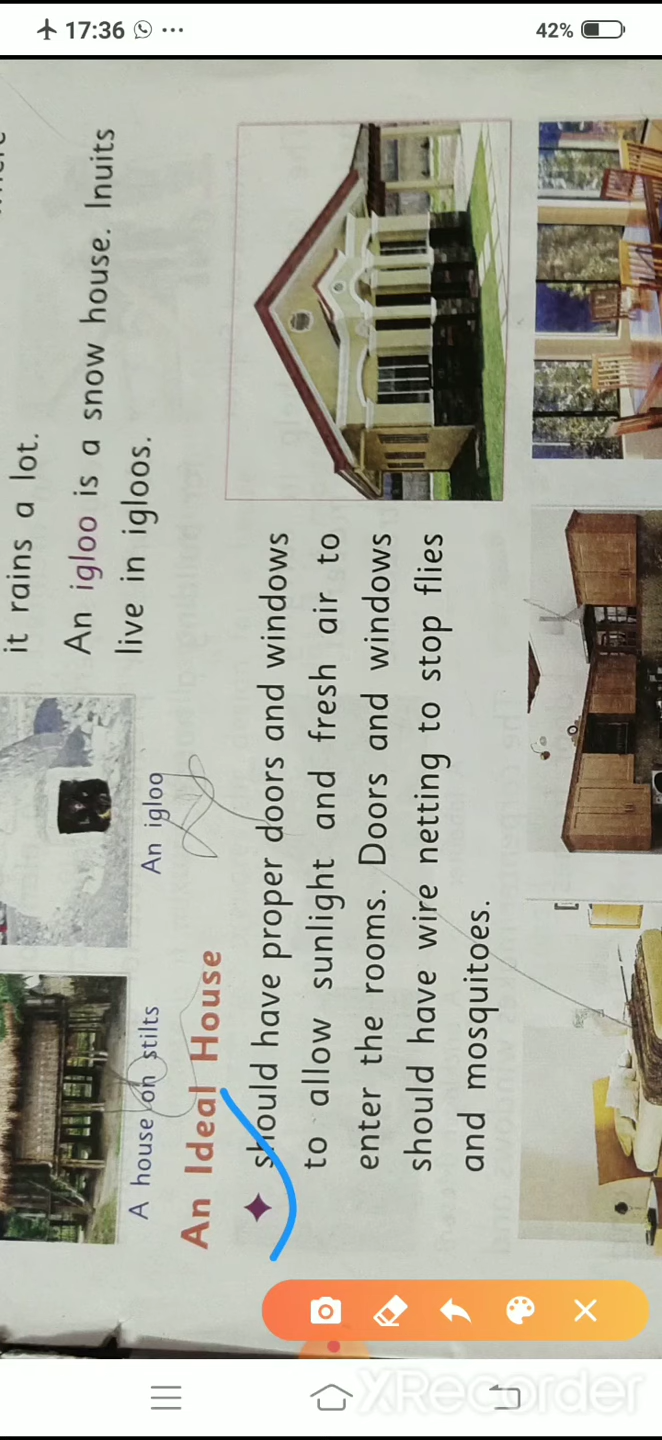 17:36
42%
it rains a lot.
An igloo is a snow house. Inuits
live in igloos.
An igloo
A house on stilts
An Ideal House
should have proper doors and windows
to allow sunlight and fresh air to
enter the rooms. Doors and windows
should have wire netting to stop flies
and mosquitoes.
XRecorder